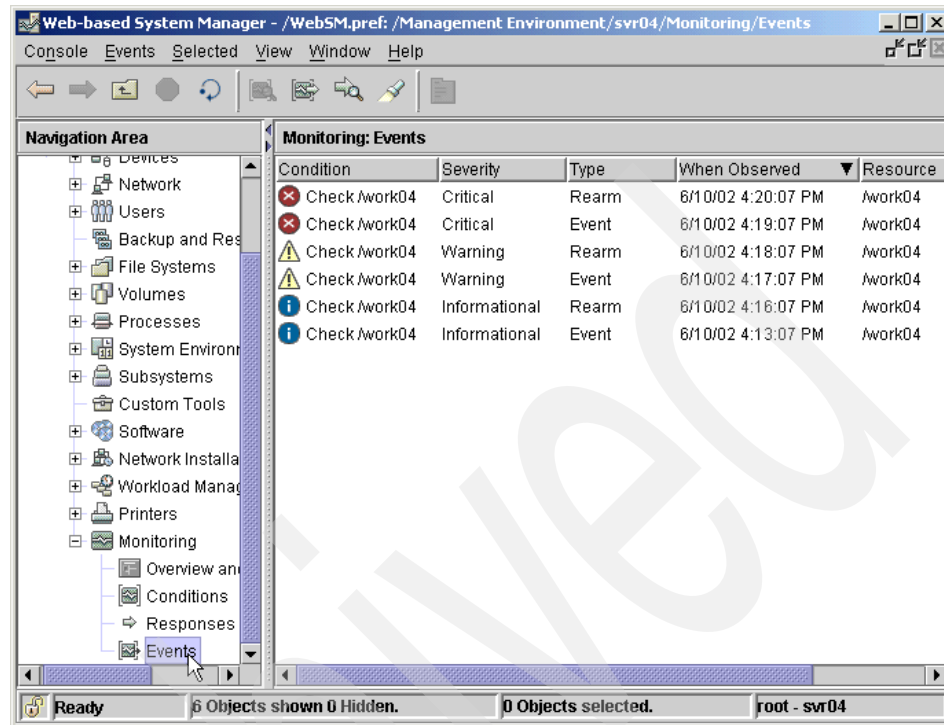 Web-based System Manager - /WebSM.pref: /Management Environment/svr04/Monitoring/Events
Console Events Selected View Window Help
Navigation Area
Devices
Network
Users
Backup and Res
File Systems
Volumes
Processes
System Environ
Subsystems
Custom Tools
Software
Network Installa
Workload Manag
Printers
Monitoring
Overview an
Conditions
Responses
Events
Monitoring: Events
Condition Severity Type When Observed Resource
Check /work04 Critical Rearm 6/10/02 4:20:07 PM /work04
Check /work04 Critical Event 6/10/02 4:19:07 PM /work04
Check /work04 Warning Rearm 6/10/02 4:18:07 PM /work04
Check /work04 Warning Event 6/10/02 4:17:07 PM /work04
Check /work04 Informational Rearm 6/10/02 4:16:07 PM /work04
Check /work04 Informational Event 6/10/02 4:13:07 PM /work04
Ready 6 Objects shown 0 Hidden. 0 Objects selected. root - svr04